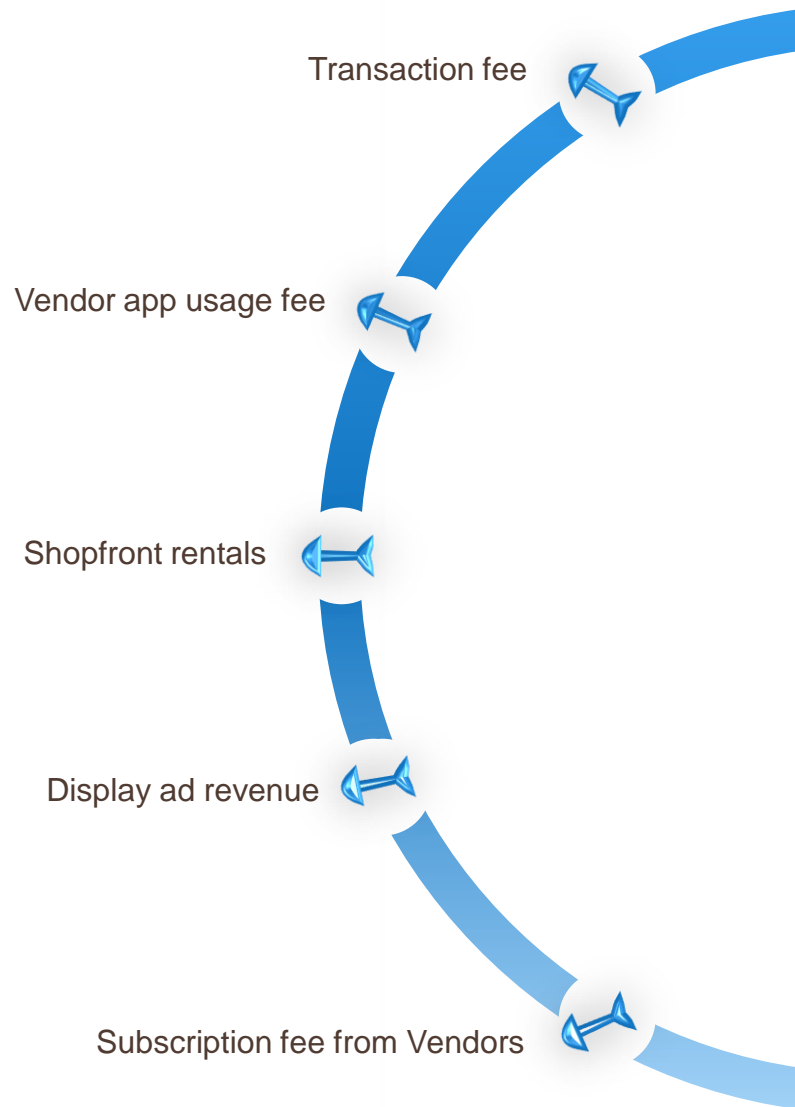 Transaction fee
Vendor app usage fee
Shopfront rentals
Display ad revenue
Subscription fee from Vendors